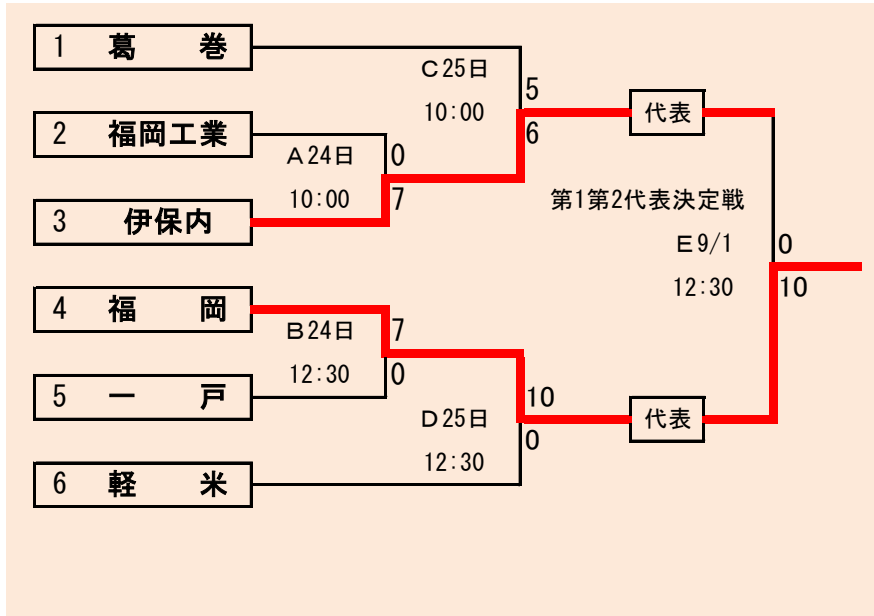 1 葛 巻
C25日
10:00
5
6
代表
2 福岡工業
A24日
10:00
0
7
3 伊保内
第1第2代表決定戦
E9/1
12:30
0
10
4 福 岡
B24日
12:30
7
0
5 一 戸
D25日
12:30
10
0
代表
6 軽 米